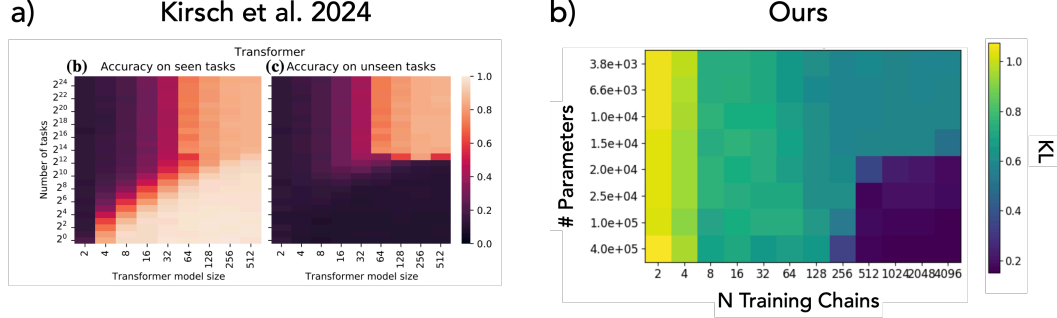 a)
Kirsch et al. 2024
Transformer
(b) Accuracy on seen tasks
(c) Accuracy on unseen tasks
Number of tasks
2^24
2^22
2^20
2^18
2^16
2^14
2^12
2^10
2^8
2^6
2^4
2^2
2^0
2 4 8 16 32 64 128 256 512
2 4 8 16 32 64 128 256 512
Transformer model size
Transformer model size
1.0
0.8
0.6
0.4
0.2
0.0
b)
Ours
# Parameters
3.8e+03
6.6e+03
1.0e+04
1.5e+04
2.0e+04
2.5e+04
1.0e+05
4.0e+05
2 4 8 16 32 64 128 256 512 1024 2048 4096
N Training Chains
1.0
0.8
0.6
0.4
0.2
KL